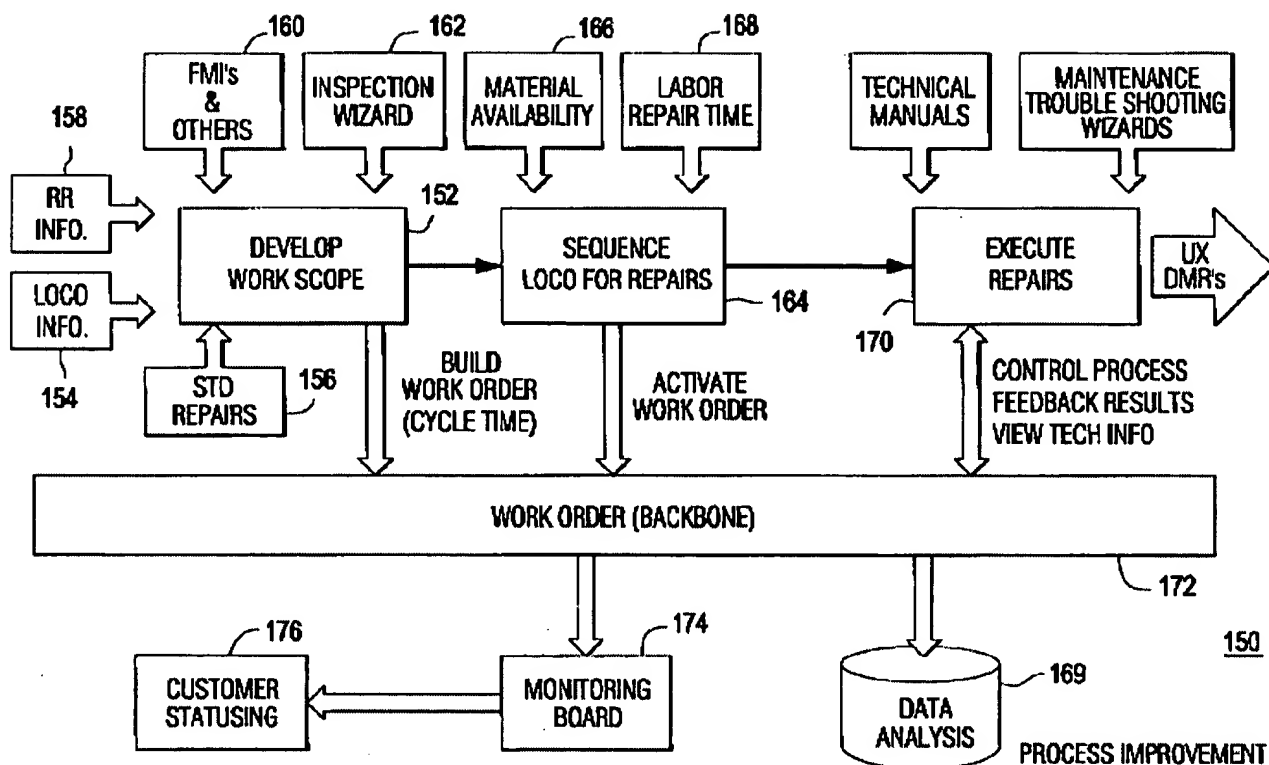 160
162
166
168
FMI's
&
OTHERS
INSPECTION
WIZARD
MATERIAL
AVAILABILITY
LABOR
REPAIR TIME
TECHNICAL
MANUALS
MAINTENANCE
TROUBLE SHOOTING
WIZARDS
158
RR
INFO.
152
DEVELOP
WORK SCOPE
SEQUENCE
LOCO FOR REPAIRS
164
EXECUTE
REPAIRS
170
UX
DMR's
LOCO
INFO.
154
STD
REPAIRS
156
BUILD
WORK ORDER
(CYCLE TIME)
ACTIVATE
WORK ORDER
CONTROL PROCESS
FEEDBACK RESULTS
VIEW TECH INFO
WORK ORDER (BACKBONE)
172
176
174
150
CUSTOMER
STATUSING
MONITORING
BOARD
169
DATA
ANALYSIS
PROCESS IMPROVEMENT